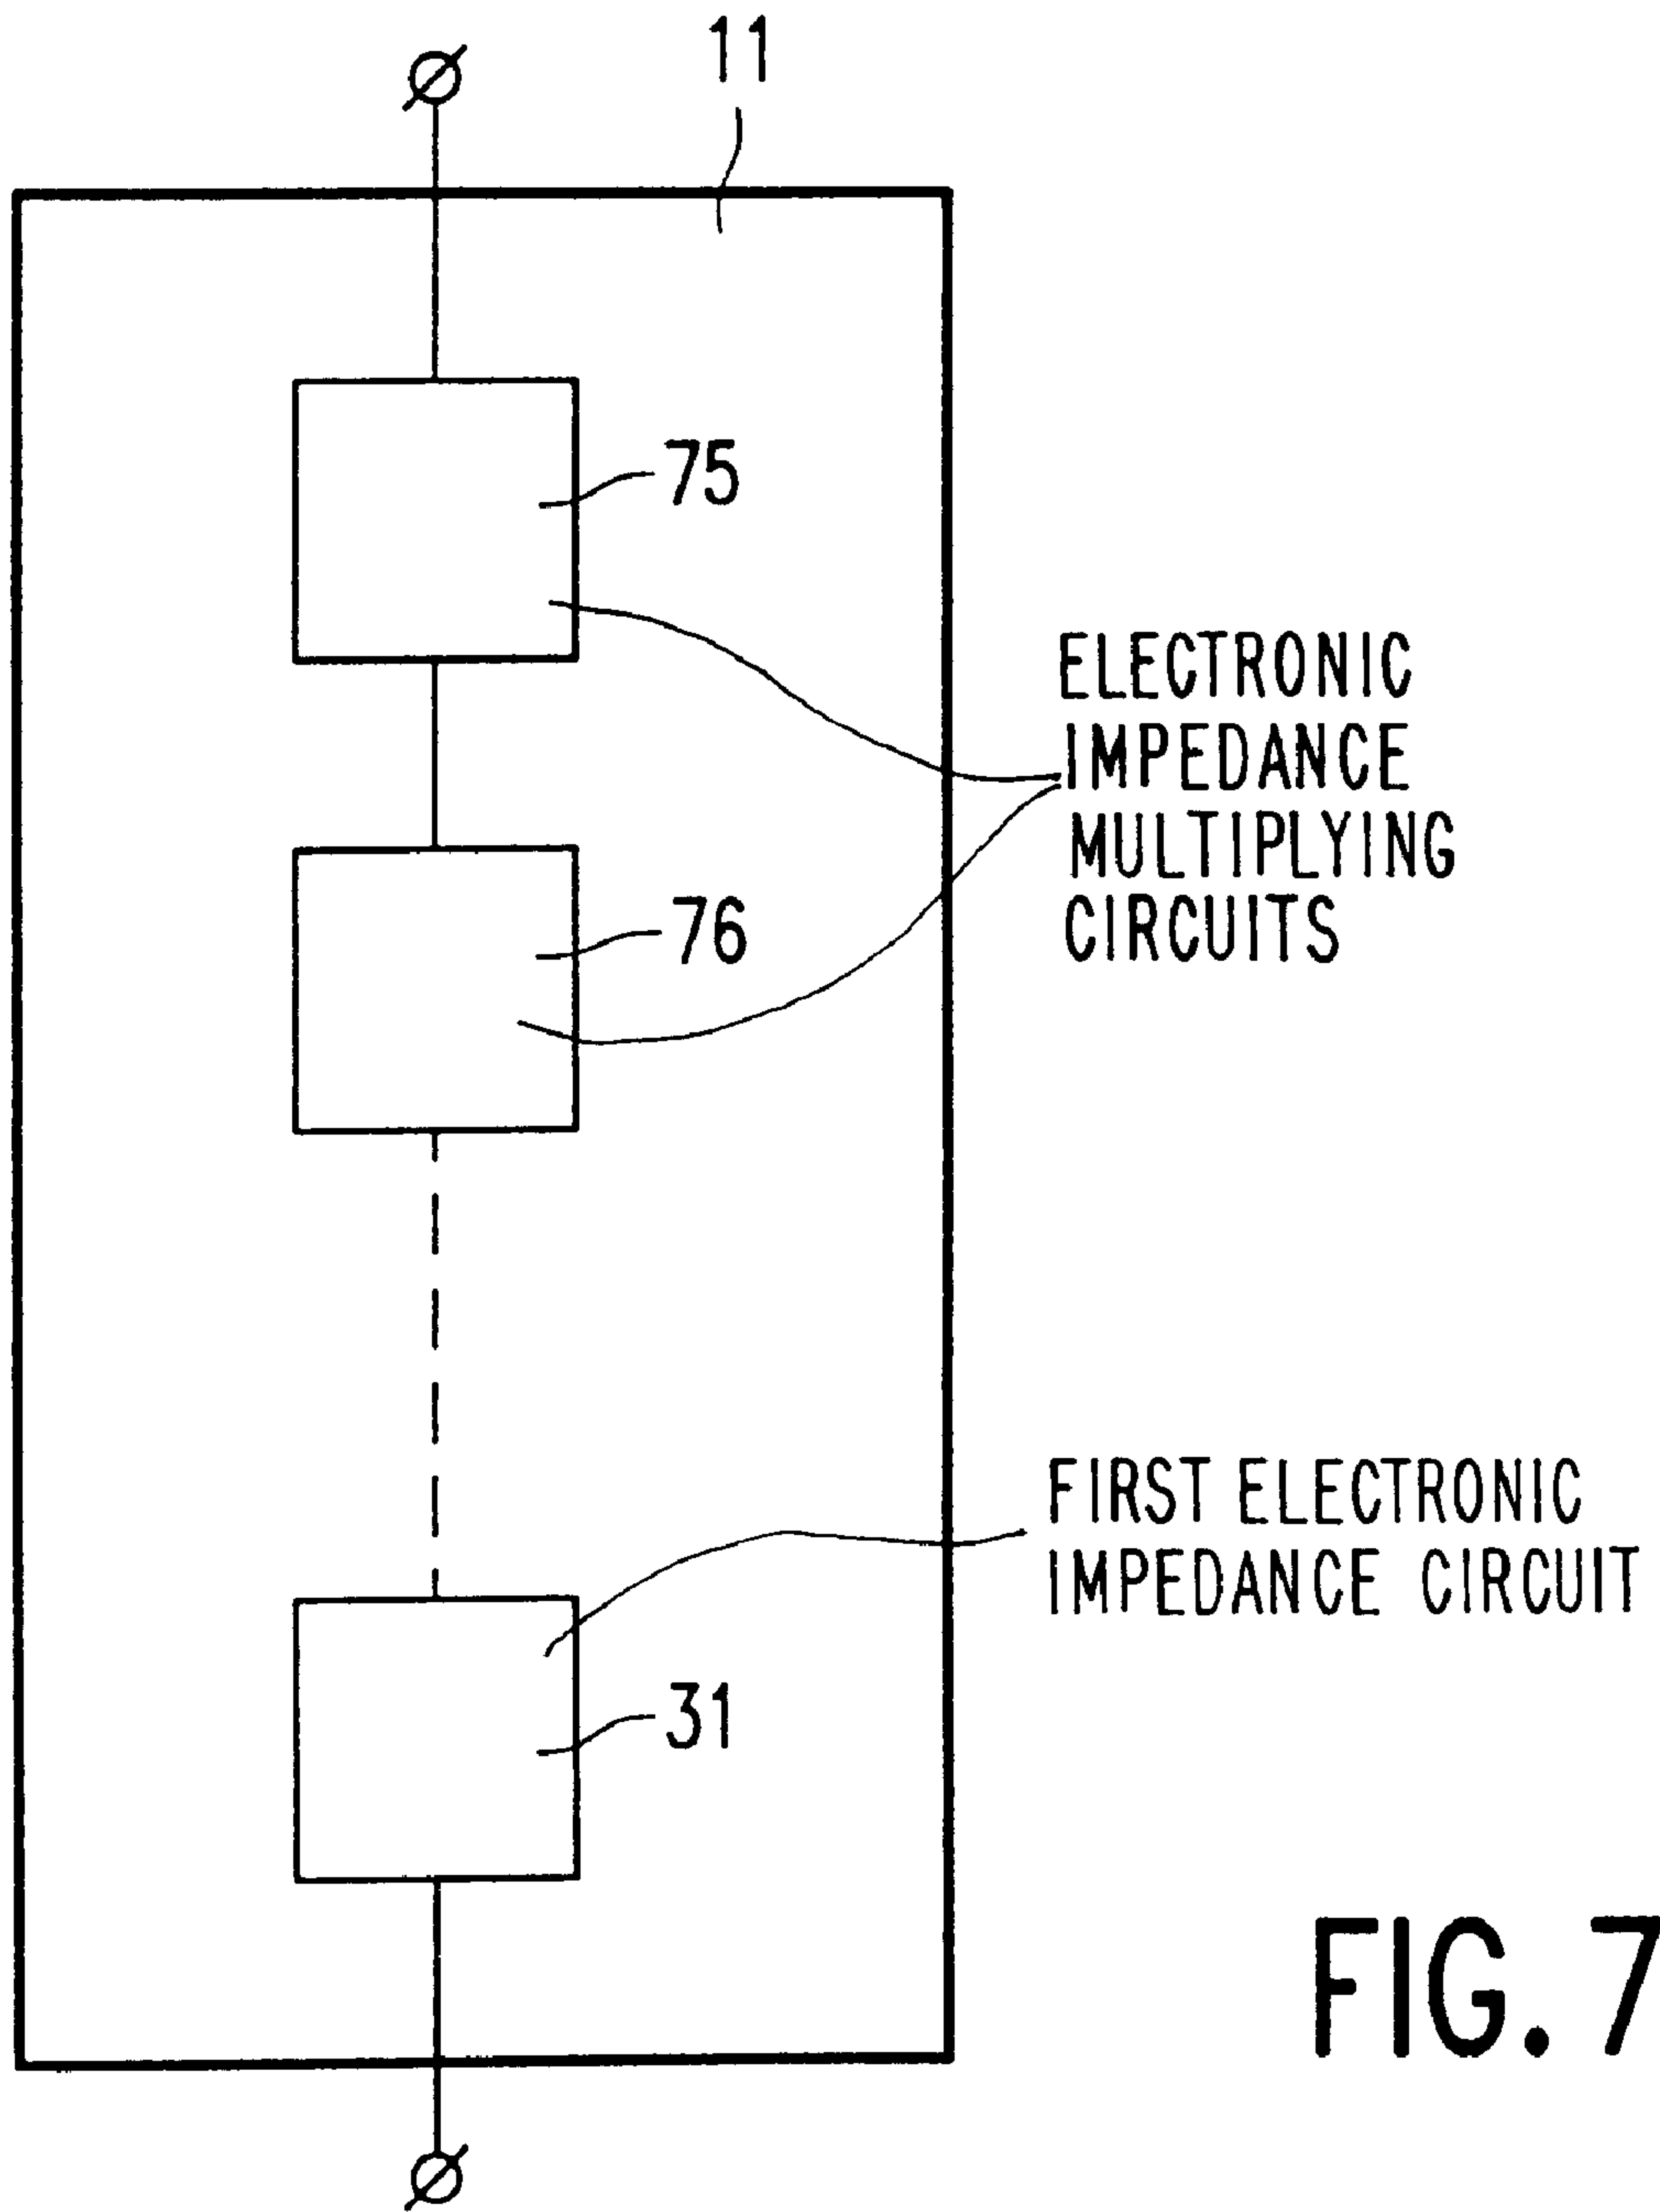 11
75
ELECTRONIC
IMPEDANCE
MULTIPLYING
CIRCUITS
76
FIRST ELECTRONIC
IMPEDANCE CIRCUIT
31
FIG. 7